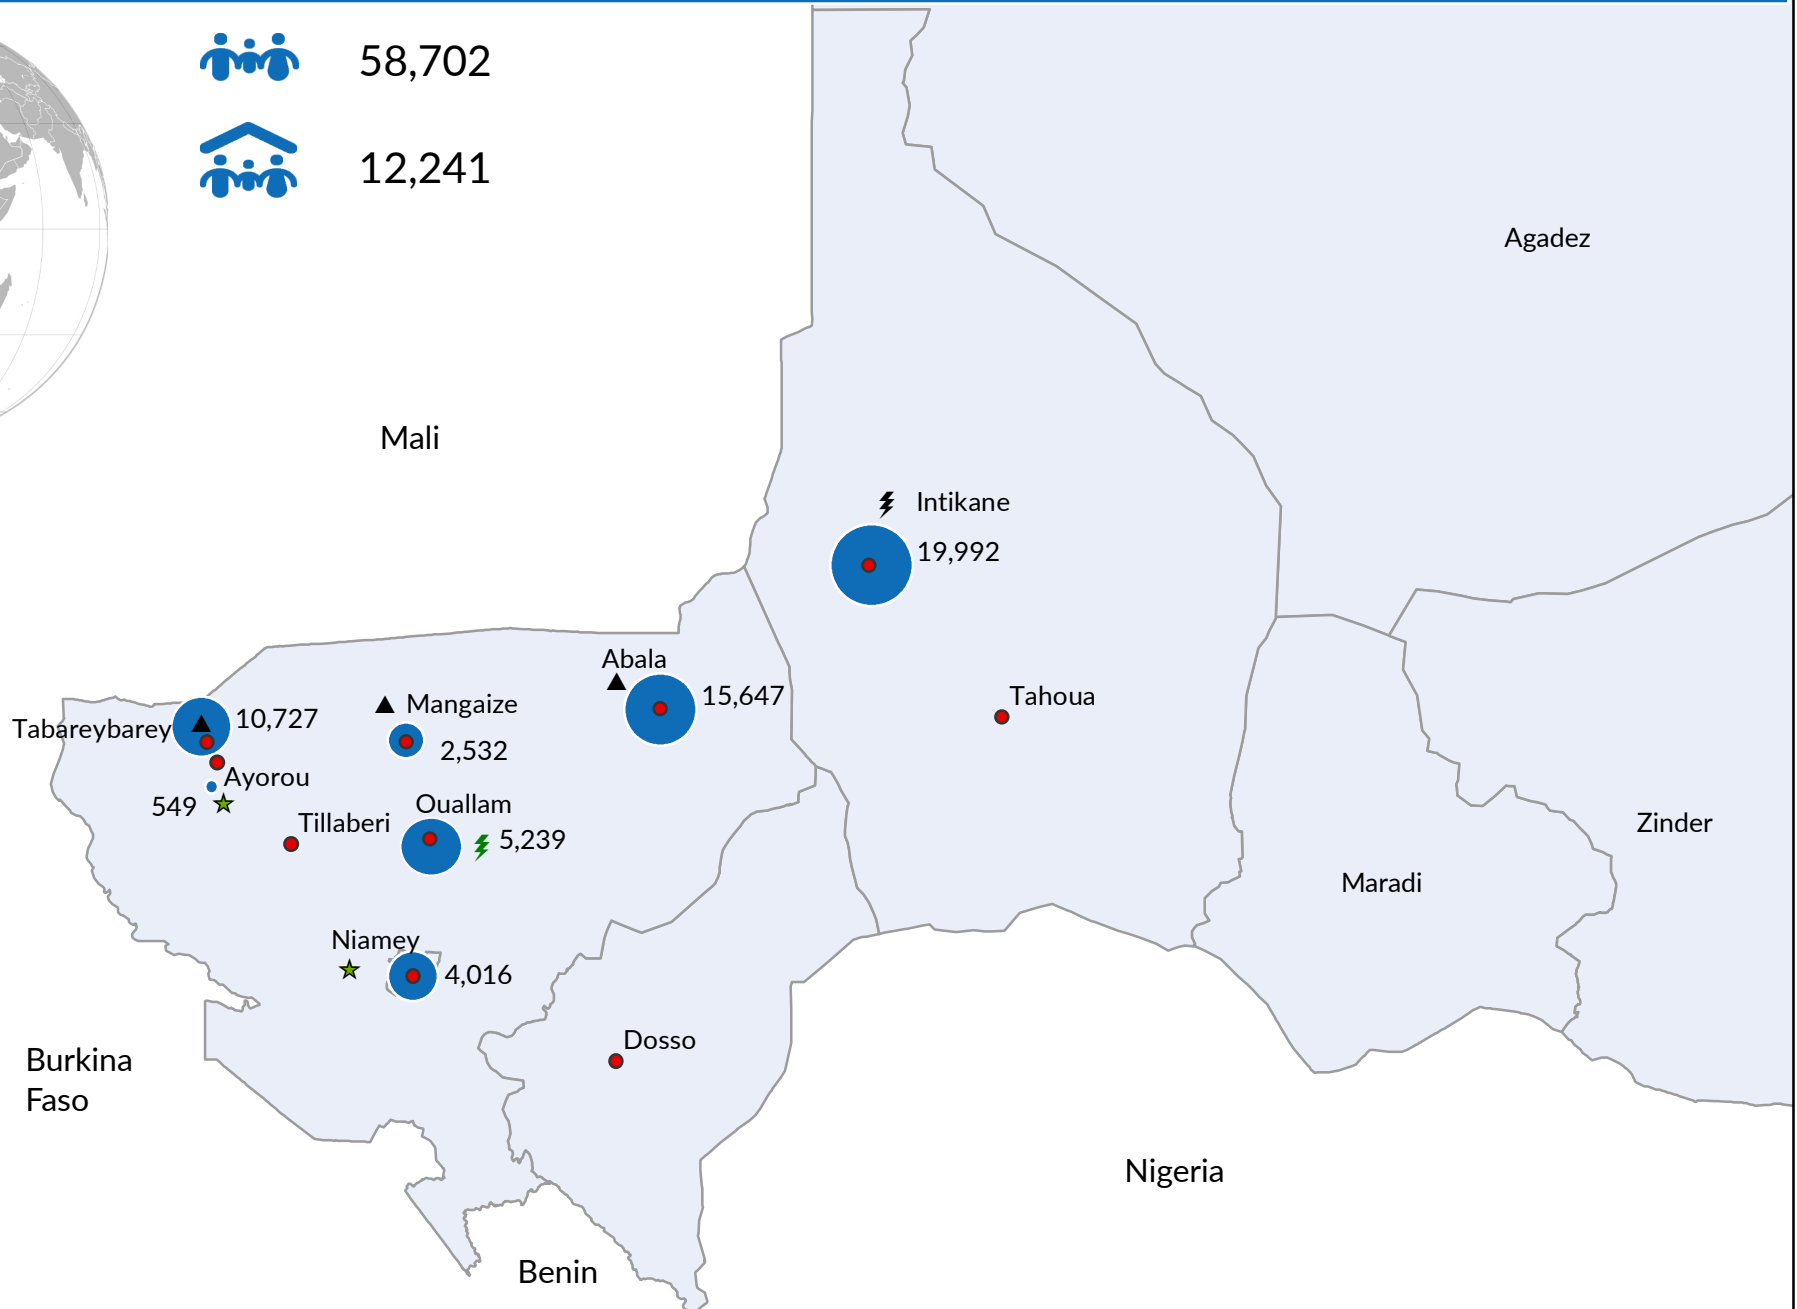 58,702
12,241
Agadez
Mali
Intikane
19,992
Abala
15,647
Tahoua
Mangaize
2,532
10,727
Tabareybarey
Ayorou
549
Ouallam
5,239
Tillaberi
Zinder
Maradi
Niamey
4,016
Dosso
Burkina
Faso
Nigeria
Benin